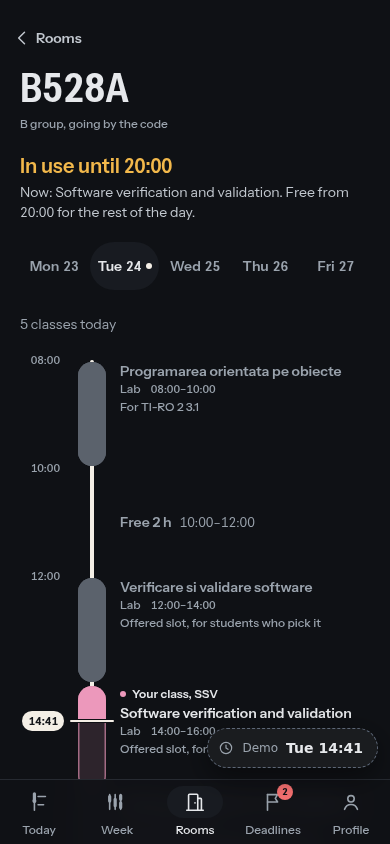 Rooms
B528A
B group, going by the code
In use until 20:00
Now: Software verification and validation. Free from
20:00 for the rest of the day.
Mon 23
Tue 24
Wed 25
Thu 26
Fri 27
5 classes today
08:00
Programarea orientata pe obiecte
Lab 08:00–10:00
For TI-RO 2 3.1
10:00
Free 2 h 10:00–12:00
12:00
Verificare si validare software
Lab 12:00–14:00
Offered slot, for students who pick it
Your class, SSV
14:41
Software verification and validation
Lab 14:00–16:00
Offered slot, for
Demo Tue 14:41
2
Today
Week
Rooms
Deadlines
Profile